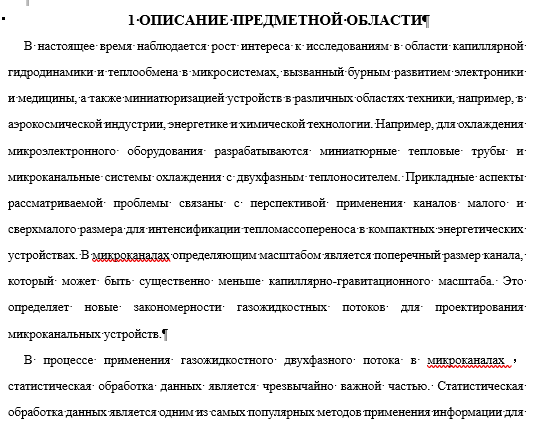 1 ОПИСАНИЕ ПРЕДМЕТНОЙ ОБЛАСТИ¶
В настоящее время наблюдается рост интереса к исследованиям в области капиллярной
гидродинамики и теплообмена в микросистемах, вызванный бурным развитием электроники
и медицины, а также миниатюризацией устройств в различных областях техники, например, в
аэрокосмической индустрии, энергетике и химической технологии. Например, для охлаждения
микроэлектронного оборудования разрабатываются миниатюрные тепловые трубы и
микроканальные системы охлаждения с двухфазным теплоносителем. Прикладные аспекты
рассматриваемой проблемы связаны с перспективой применения каналов малого и
сверхмалого размера для интенсификации тепломассопереноса в компактных энергетических
устройствах. В микроканалах определяющим масштабом является поперечный размер канала,
который может быть существенно меньше капиллярно-гравитационного масштаба. Это
определяет новые закономерности газожидкостных потоков для проектирования
микроканальных устройств.¶
В процессе применения газожидкостного двухфазного потока в микроканалах ，
статистическая обработка данных является чрезвычайно важной частью. Статистическая
обработка данных является одним из самых популярных методов применения информации для